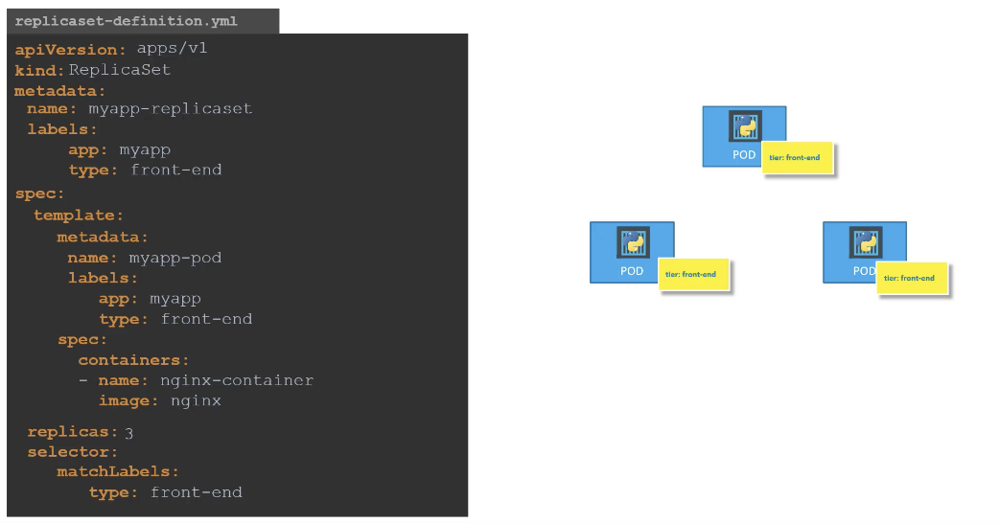 replicaset-definition.yml
apiVersion: apps/v1
kind: ReplicaSet
metadata:
name: myapp-replicaset
labels:
app: myapp
type: front-end
spec:
template:
metadata:
name: myapp-pod
labels:
app: myapp
type: front-end
spec:
containers:
- name: nginx-container
image: nginx
replicas: 3
selector:
matchLabels:
type: front-end
POD
tier: front-end
POD
tier: front-end
POD
tier: front-end